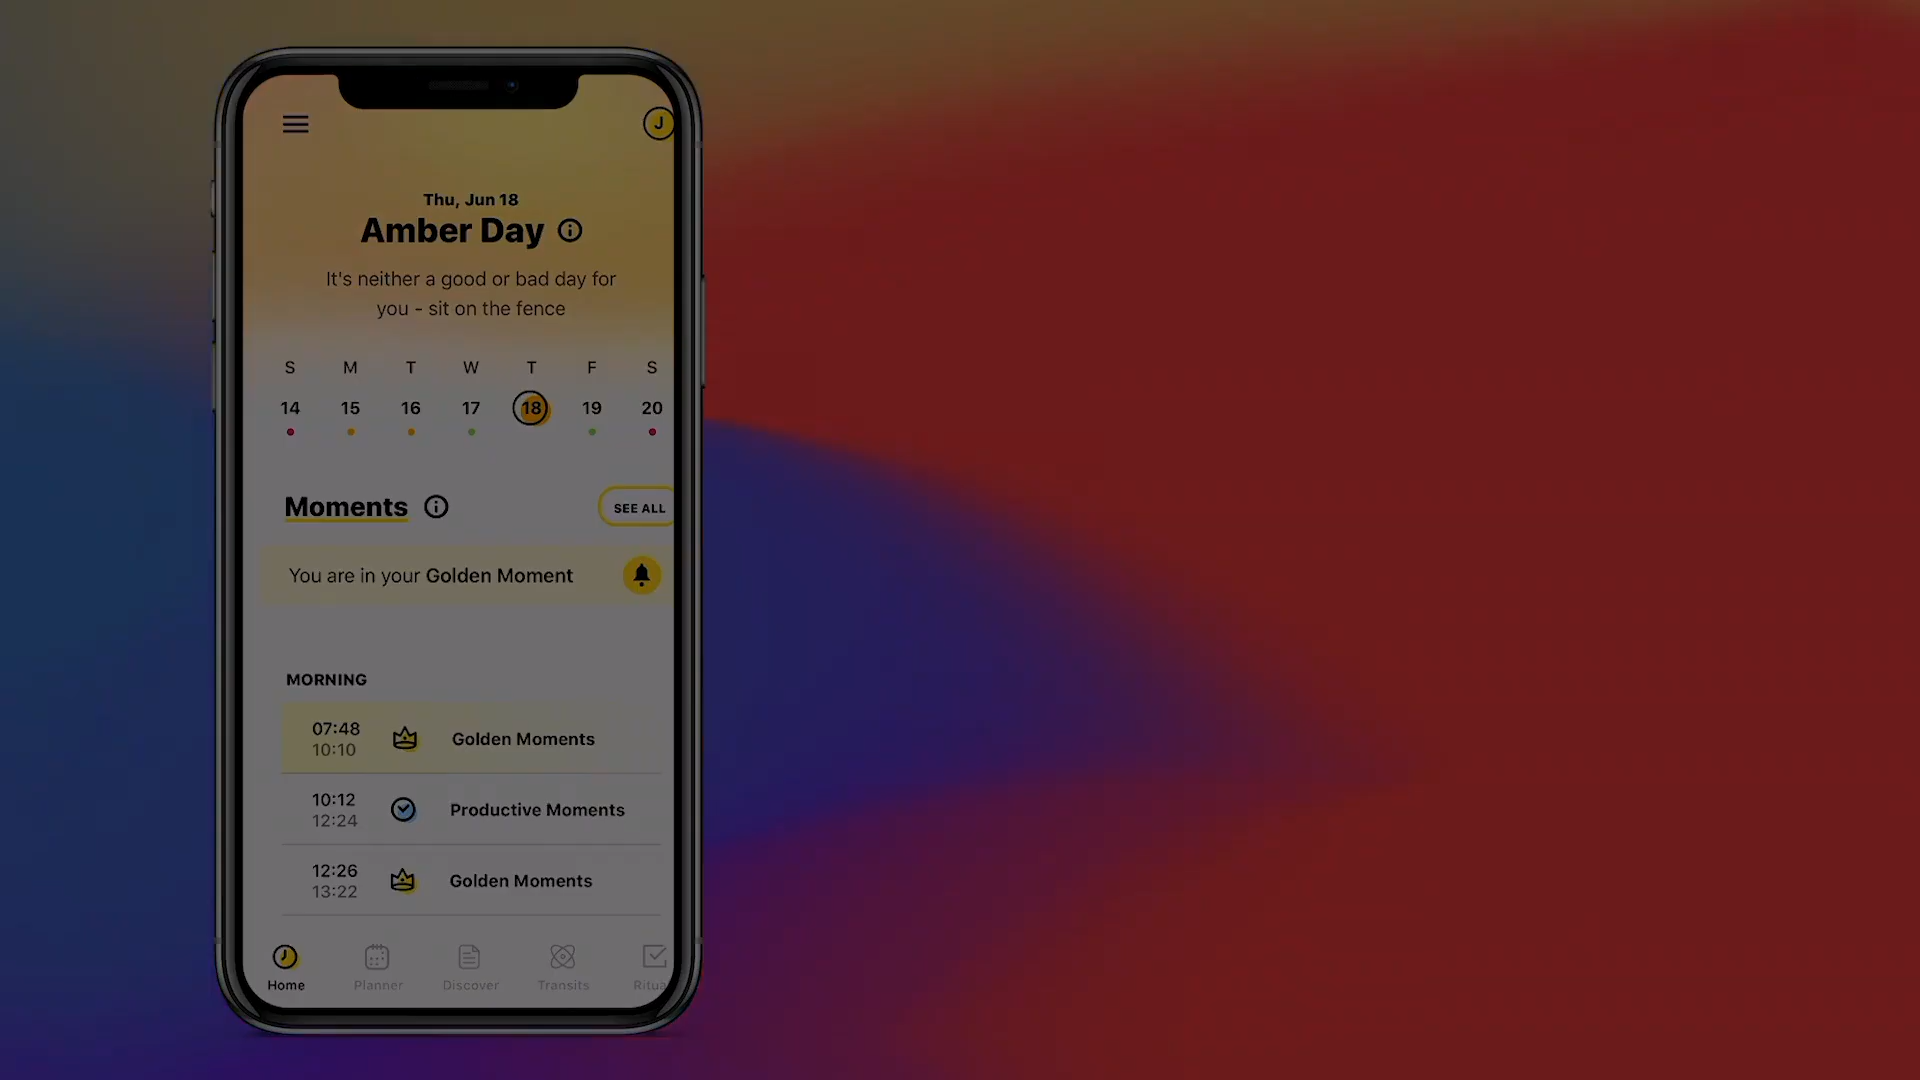 J
Thu, Jun 18
Amber Day
It's neither a good or bad day for
you - sit on the fence
S M T W T F S
14 15 16 17 18 19 20
Moments
SEE ALL
You are in your Golden Moment
MORNING
07:48
10:10
Golden Moments
10:12
12:24
Productive Moments
12:26
13:22
Golden Moments
Home Planner Discover Transits Ritua